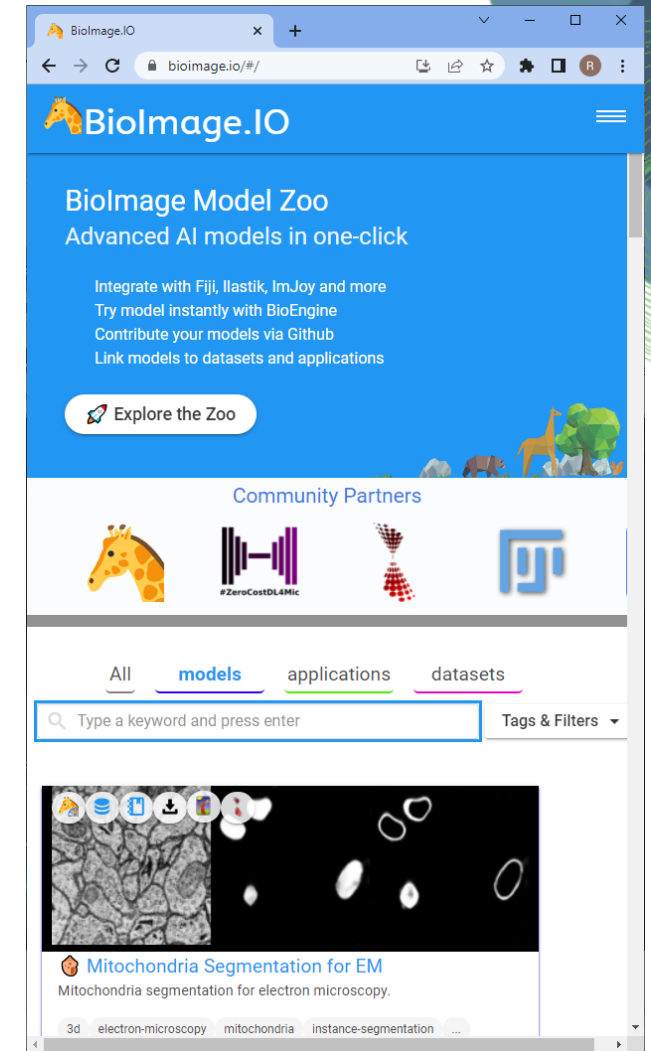 BioImage.IO
bioimage.io/#/
R
BioImage.IO
BioImage Model Zoo
Advanced AI models in one-click
Integrate with Fiji, Ilastik, ImJoy and more
Try model instantly with BioEngine
Contribute your models via Github
Link models to datasets and applications
Explore the Zoo
Community Partners
#ZeroCostDL4Mic
All models applications datasets
Type a keyword and press enter Tags & Filters
Mitochondria Segmentation for EM
Mitochondria segmentation for electron microscopy.
3d electron-microscopy mitochondria instance-segmentation ...